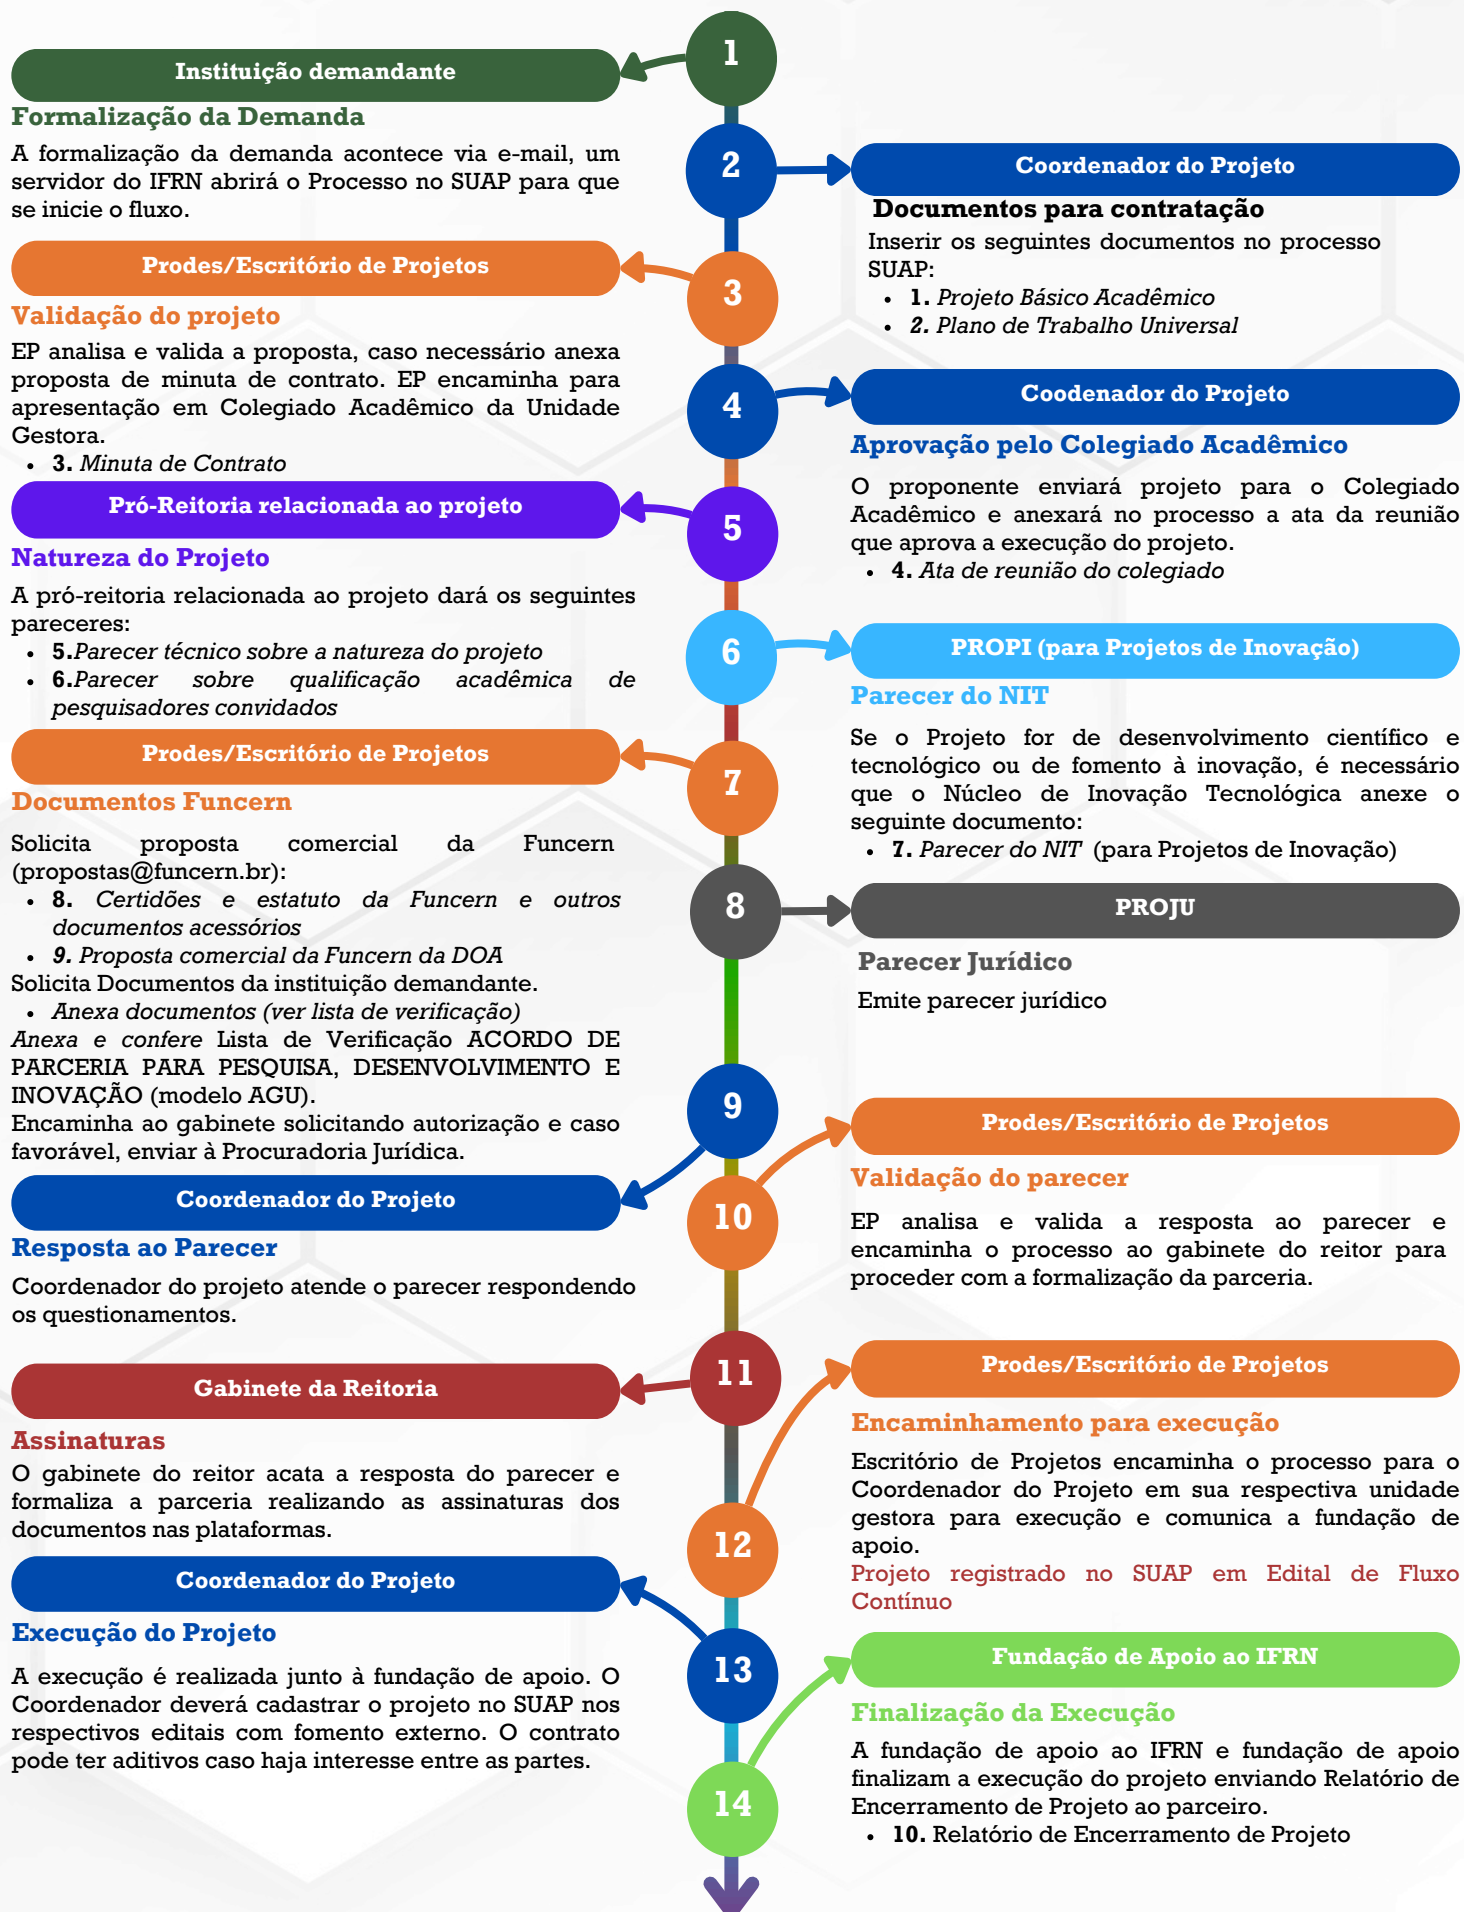 1
Instituição demandante
Formalização da Demanda
A formalização da demanda acontece via e-mail, um
servidor do IFRN abrirá o Processo no SUAP para que
se inicie o fluxo.
2
Coordenador do Projeto
Documentos para contratação
Inserir os seguintes documentos no processo
SUAP:
• 1. Projeto Básico Acadêmico
• 2. Plano de Trabalho Universal
3
Prodes/Escritório de Projetos
Validação do projeto
EP analisa e valida a proposta, caso necessário anexa
proposta de minuta de contrato. EP encaminha para
apresentação em Colegiado Acadêmico da Unidade
Gestora.
• 3. Minuta de Contrato
4
Coodenador do Projeto
Aprovação pelo Colegiado Acadêmico
O proponente enviará projeto para o Colegiado
Acadêmico e anexará no processo a ata da reunião
que aprova a execução do projeto.
• 4. Ata de reunião do colegiado
5
Pró-Reitoria relacionada ao projeto
Natureza do Projeto
A pró-reitoria relacionada ao projeto dará os seguintes
pareceres:
• 5.Parecer técnico sobre a natureza do projeto
• 6.Parecer sobre qualificação acadêmica de
pesquisadores convidados
6
PROPI (para Projetos de Inovação)
Parecer do NIT
Se o Projeto for de desenvolvimento científico e
tecnológico ou de fomento à inovação, é necessário
que o Núcleo de Inovação Tecnológica anexe o
seguinte documento:
• 7. Parecer do NIT (para Projetos de Inovação)
7
Prodes/Escritório de Projetos
Documentos Funcern
Solicita proposta comercial da Funcern
(propostas@funcern.br):
• 8. Certidões e estatuto da Funcern e outros
documentos acessórios
• 9. Proposta comercial da Funcern da DOA
Solicita Documentos da instituição demandante.
• Anexa documentos (ver lista de verificação)
Anexa e confere Lista de Verificação ACORDO DE
PARCERIA PARA PESQUISA, DESENVOLVIMENTO E
INOVAÇÃO (modelo AGU).
Encaminha ao gabinete solicitando autorização e caso
favorável, enviar à Procuradoria Jurídica.
8
PROJU
Parecer Jurídico
Emite parecer jurídico
9
Coordenador do Projeto
Resposta ao Parecer
Coordenador do projeto atende o parecer respondendo
os questionamentos.
10
Prodes/Escritório de Projetos
Validação do parecer
EP analisa e valida a resposta ao parecer e
encaminha o processo ao gabinete do reitor para
proceder com a formalização da parceria.
11
Gabinete da Reitoria
Assinaturas
O gabinete do reitor acata a resposta do parecer e
formaliza a parceria realizando as assinaturas dos
documentos nas plataformas.
12
Prodes/Escritório de Projetos
Encaminhamento para execução
Escritório de Projetos encaminha o processo para o
Coordenador do Projeto em sua respectiva unidade
gestora para execução e comunica a fundação de
apoio.
Projeto registrado no SUAP em Edital de Fluxo
Contínuo
13
Coordenador do Projeto
Execução do Projeto
A execução é realizada junto à fundação de apoio. O
Coordenador deverá cadastrar o projeto no SUAP nos
respectivos editais com fomento externo. O contrato
pode ter aditivos caso haja interesse entre as partes.
14
Fundação de Apoio ao IFRN
Finalização da Execução
A fundação de apoio ao IFRN e fundação de apoio
finalizam a execução do projeto enviando Relatório de
Encerramento de Projeto ao parceiro.
• 10. Relatório de Encerramento de Projeto